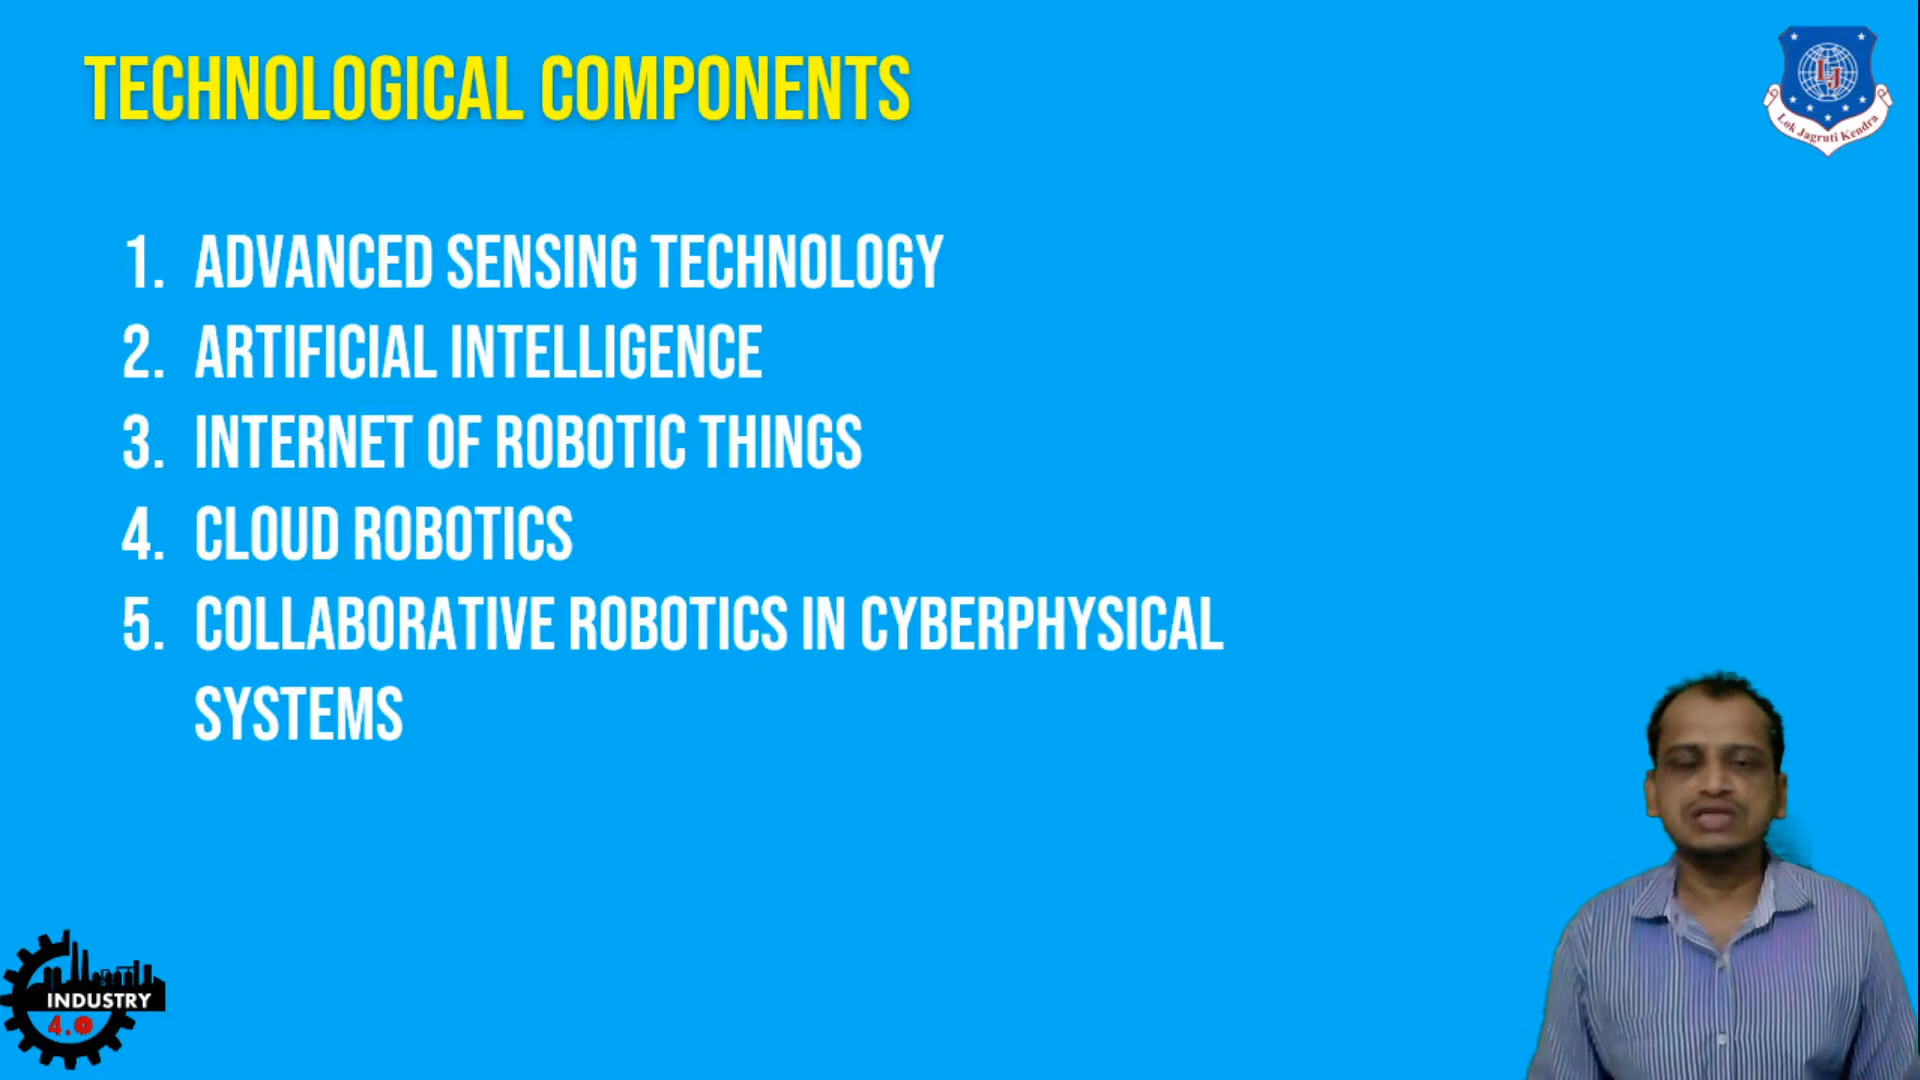 TECHNOLOGICAL COMPONENTS
LJ
Lok Jagruti Kendra
1. ADVANCED SENSING TECHNOLOGY
2. ARTIFICIAL INTELLIGENCE
3. INTERNET OF ROBOTIC THINGS
4. CLOUD ROBOTICS
5. COLLABORATIVE ROBOTICS IN CYBERPHYSICAL
SYSTEMS
INDUSTRY
4.0